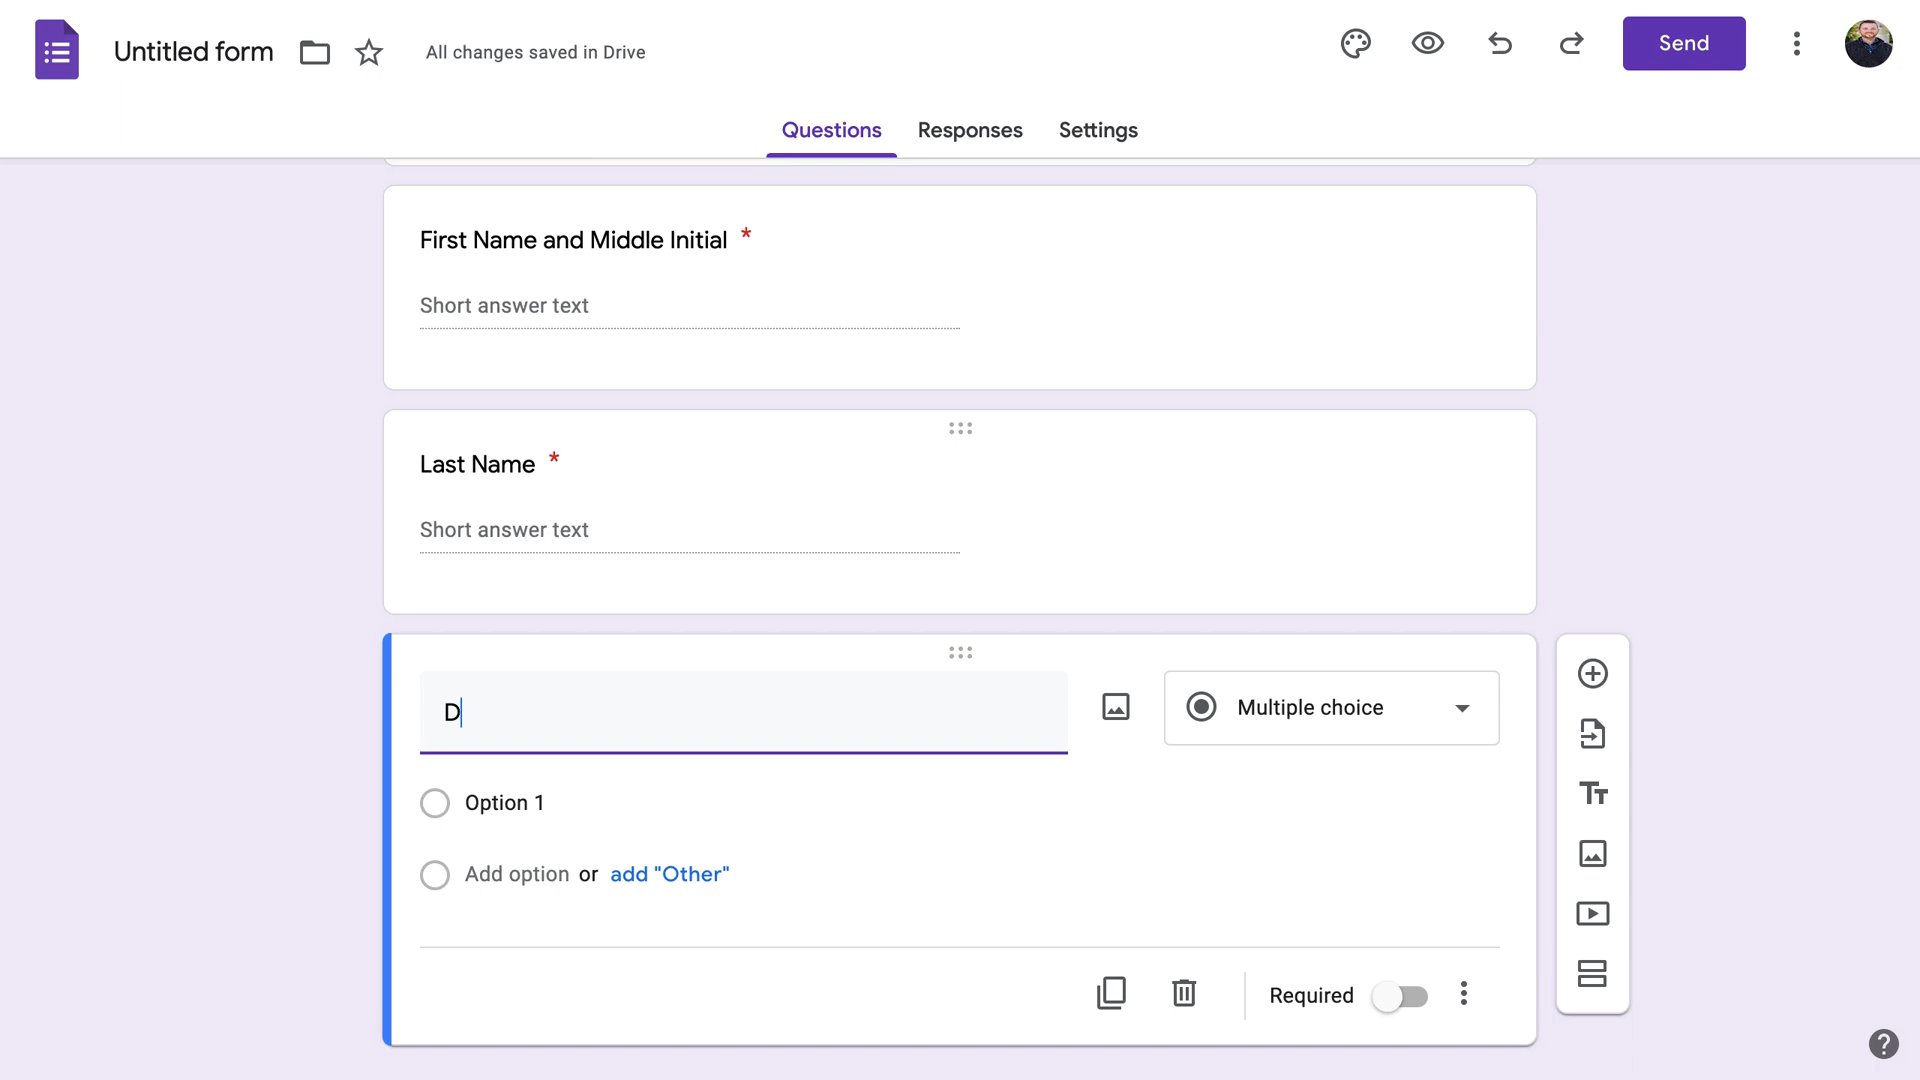 Untitled form
All changes saved in Drive
Send
Questions Responses Settings
First Name and Middle Initial *
Short answer text
Last Name *
Short answer text
D
Multiple choice
Option 1
Add option or add "Other"
Required